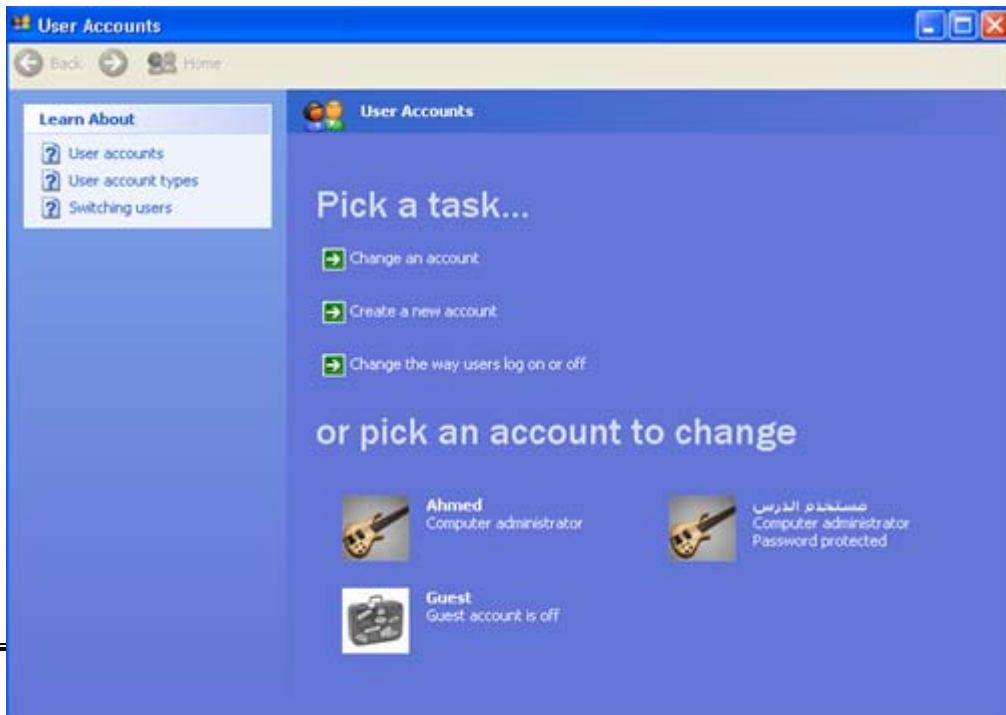 User Accounts
Back
Home
Learn About
User accounts
User account types
Switching users
User Accounts
Pick a task...
Change an account
Create a new account
Change the way users log on or off
or pick an account to change
Ahmed
Computer administrator
مستخدم الدرس
Computer administrator
Password protected
Guest
Guest account is off